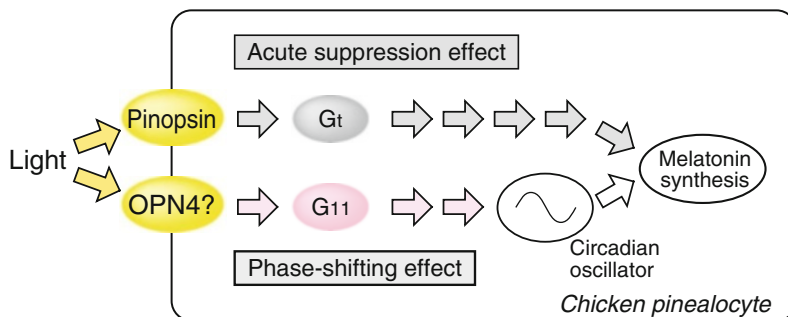 Acute suppression effect
Pinopsin
Gt
Light
Melatonin
synthesis
OPN4?
G11
Circadian
oscillator
Phase-shifting effect
Chicken pinealocyte